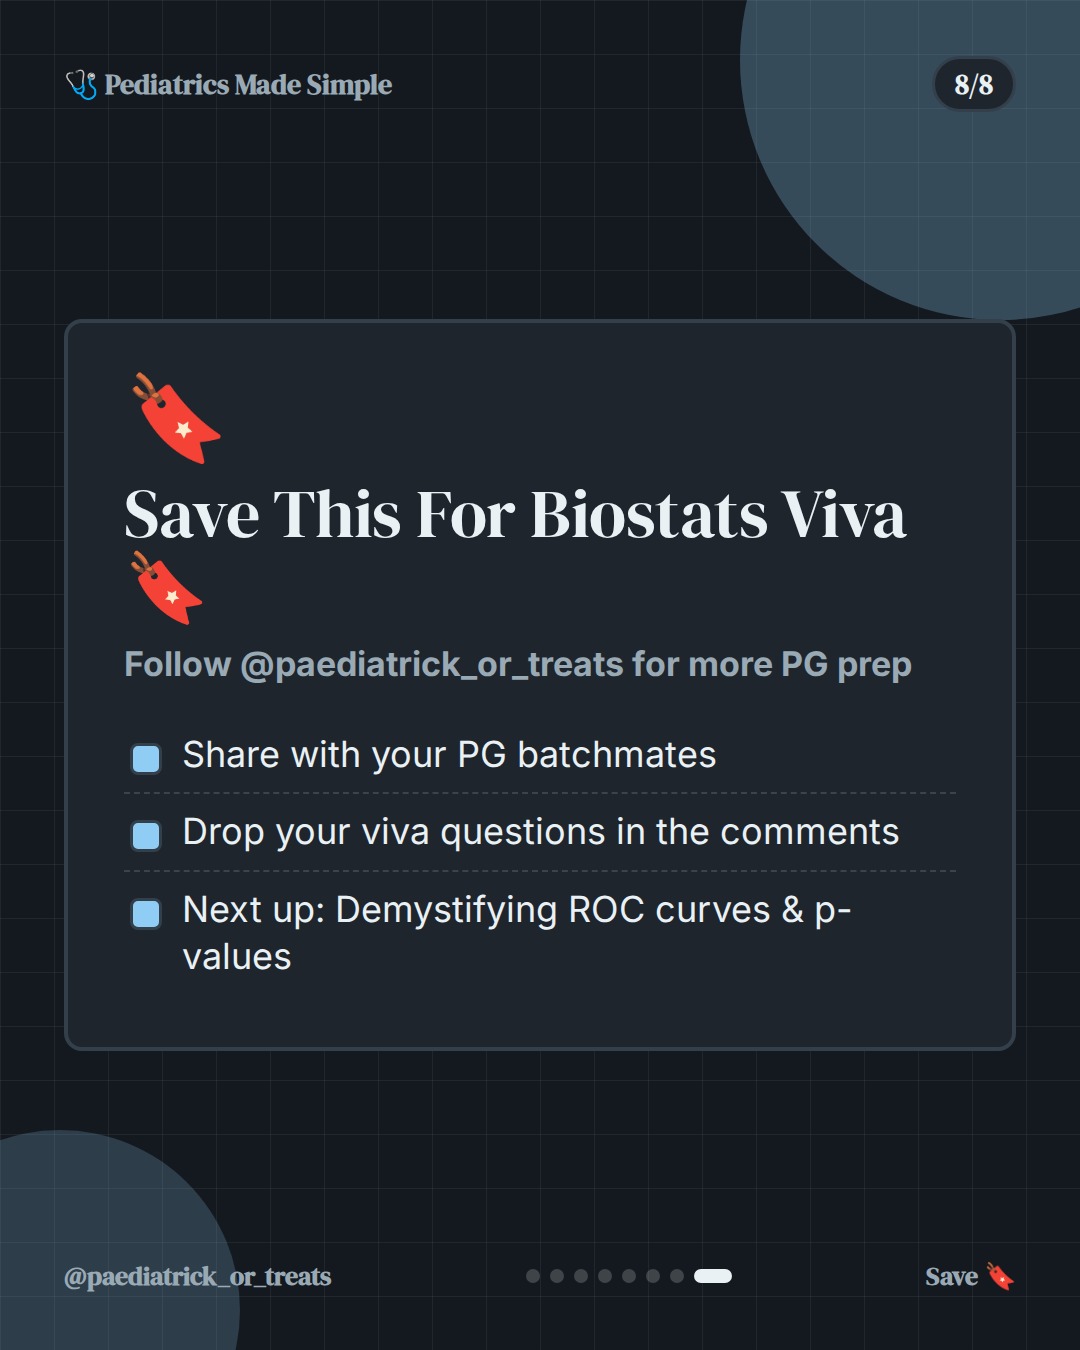 Pediatrics Made Simple
8/8
Save This For Biostats Viva
Follow @paediatrick_or_treats for more PG prep
Share with your PG batchmates
Drop your viva questions in the comments
Next up: Demystifying ROC curves & p-
values
@paediatrick_or_treats
Save